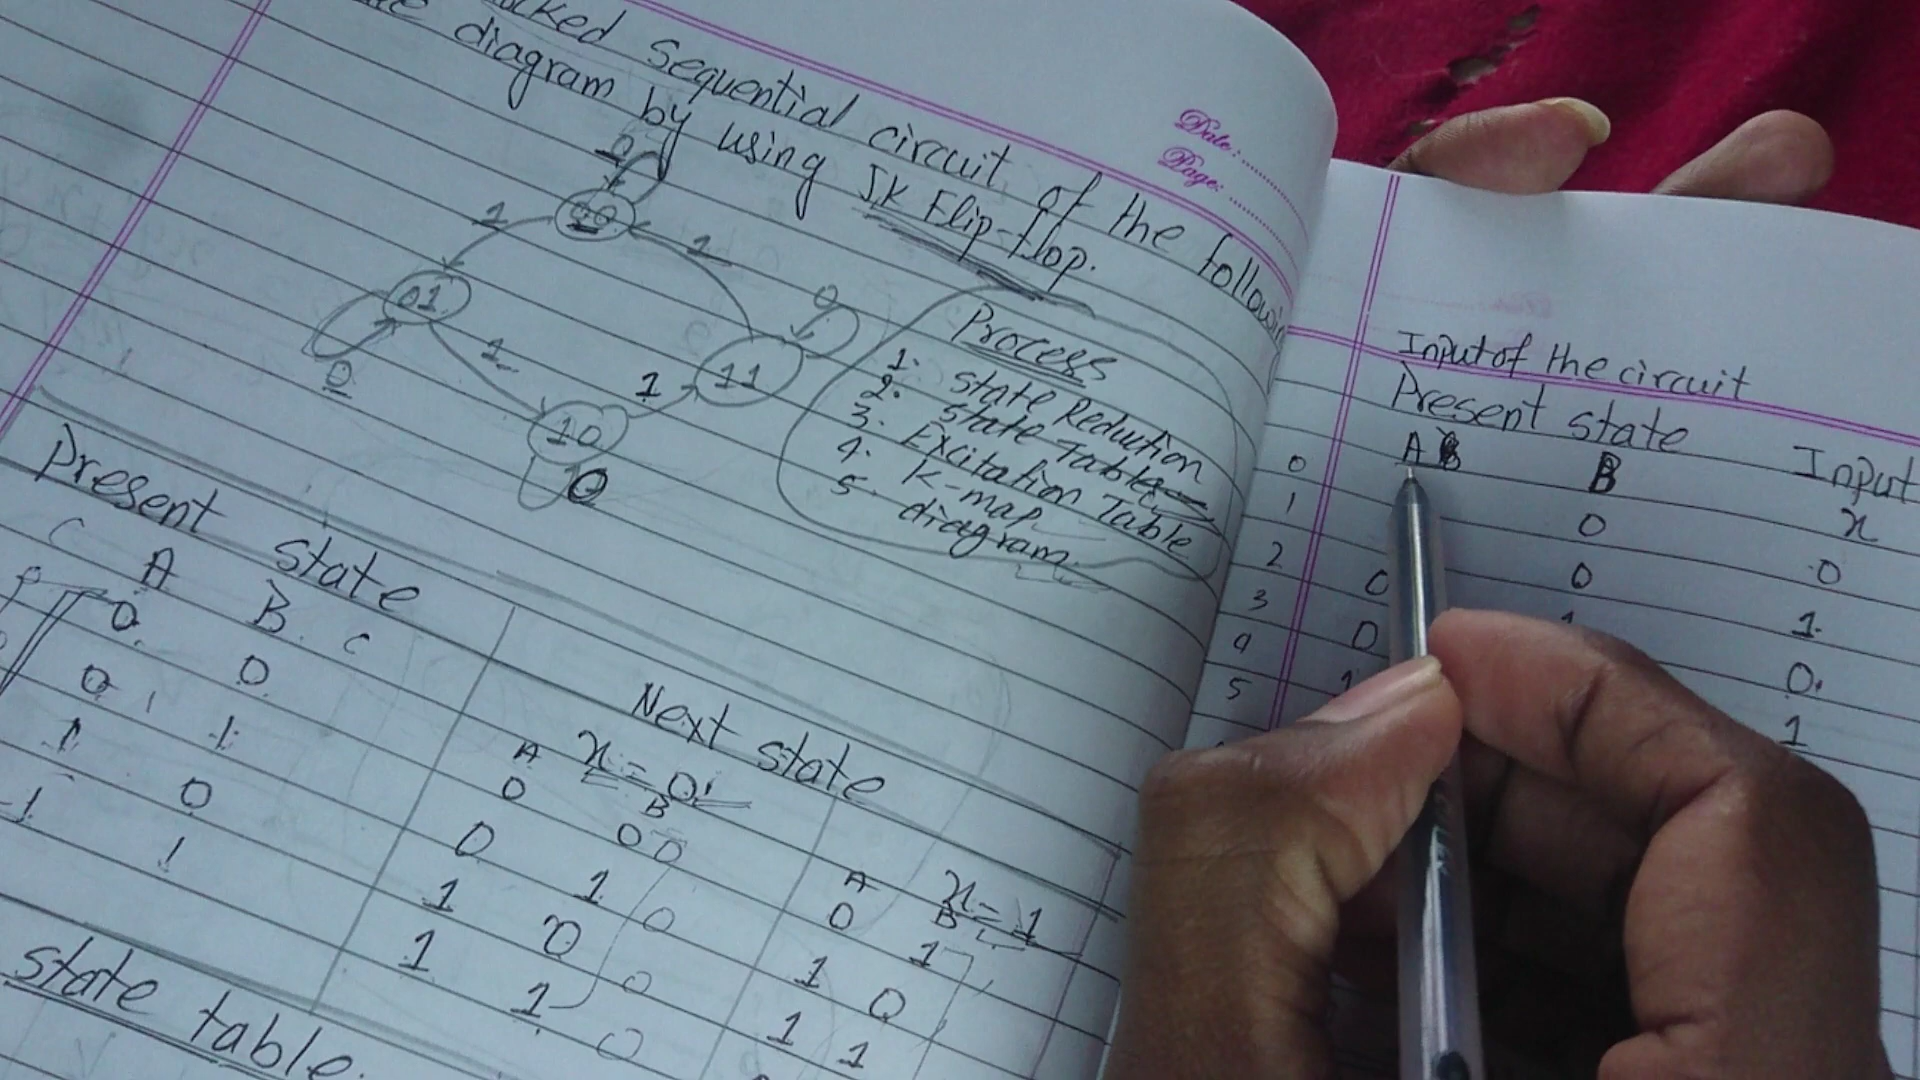 Sequential circuit of the
diagram by using JK Flip-flop.
Date:
Page:
0
00
1
1
0
01
0
1
1
11
10
0
Process
1. state Reduction
2. state Table
3. Excitation Table
4. K-map
5. diagram
Present state
A B c
0 0
0 1
1 0
1 1
Next state
x = 0
A B
0 0
0 1
1 0
1 1
x = 1
A B
0 1
1 0
1 1
state table.
Input of the circuit
Present state Input
A B x
0
1
2
3
4
5
0 0
0 1
0 0
0 1
1